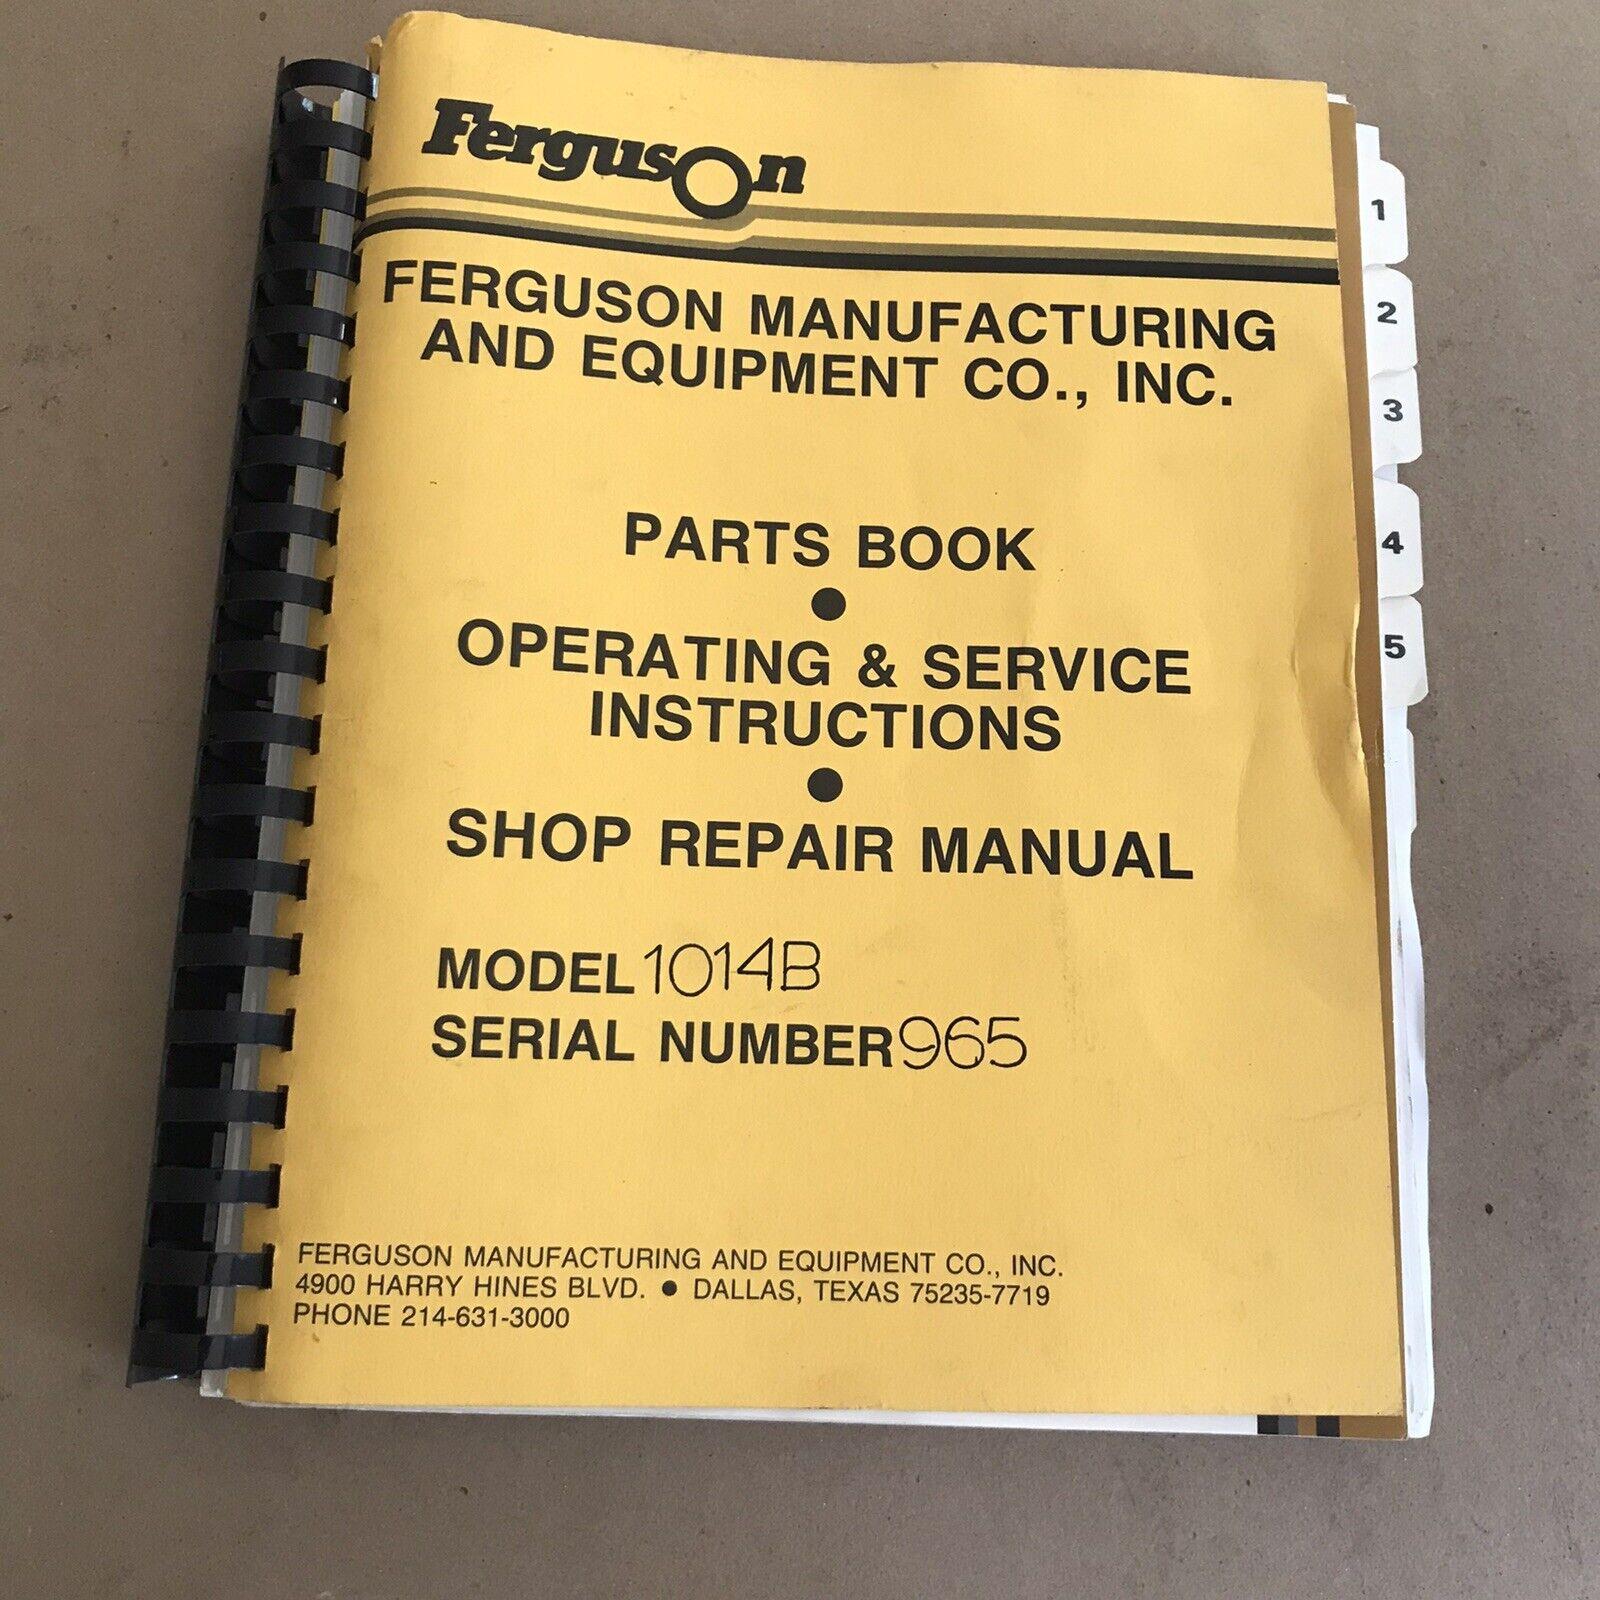 Ferguson
FERGUSON MANUFACTURING
AND EQUIPMENT CO., INC.
PARTS BOOK
●
OPERATING & SERVICE
INSTRUCTIONS
●
SHOP REPAIR MANUAL
MODEL 1014B
SERIAL NUMBER 965
FERGUSON MANUFACTURING AND EQUIPMENT CO., INC.
4900 HARRY HINES BLVD. ● DALLAS, TEXAS 75235-7719
PHONE 214-631-3000
1
2
3
4
5